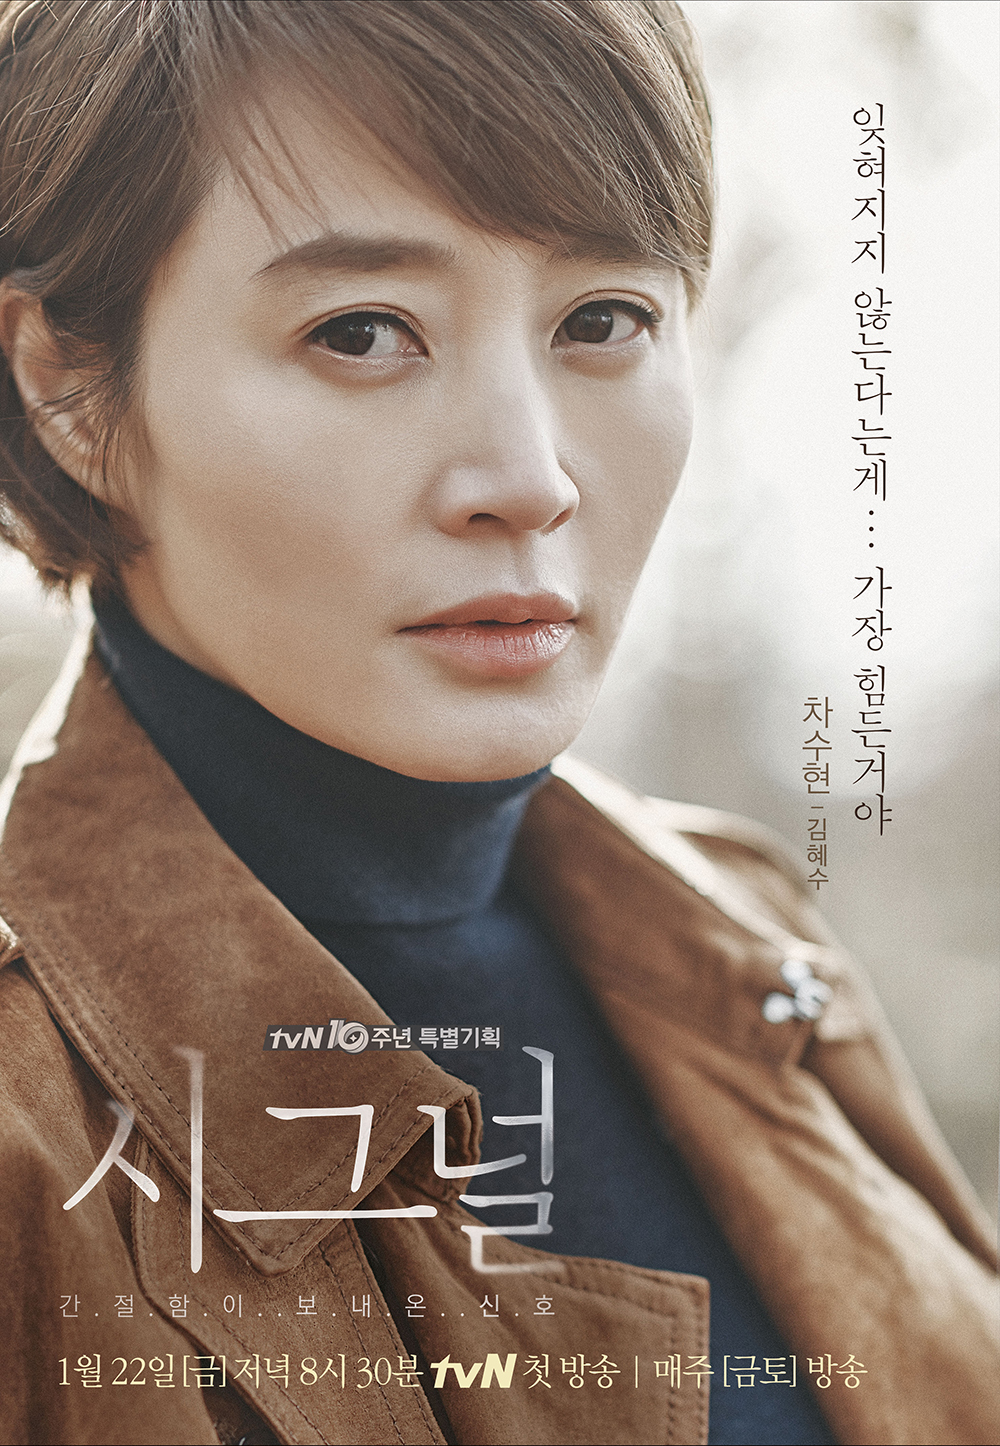 잊혀지지 않는다는게... 가장 힘든거야
차수현 - 김혜수
tvN 10주년 특별기획
시그널
간.절.함.이..보.내.온..신.호
1월 22일[금] 저녁 8시 30분 tvN 첫 방송 | 매주 [금토] 방송